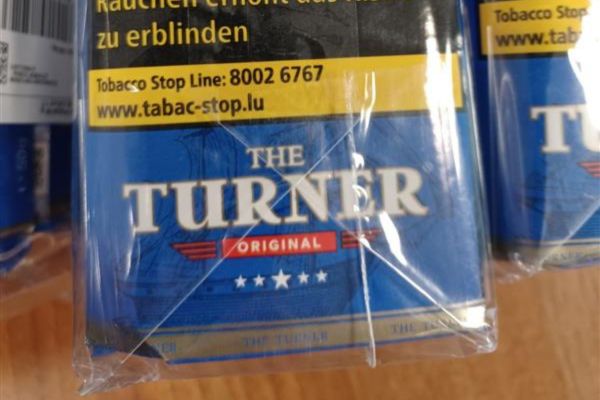 zu erblinden
Tobacco Stop Line: 8002 6767
www.tabac-stop.lu
THE
TURNER
ORIGINAL
THE TURNER
Tobacco Stop
www.
TU